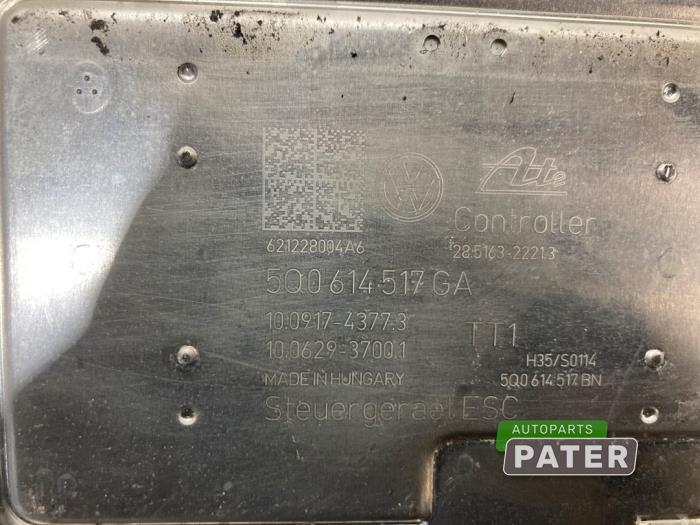 Ate
Controller
621228004A6
28.5163-2221.3
5Q0 614 517 GA
10.0917-4377.3
TT1
10.0629-3700.1
H35/S0114
MADE IN HUNGARY
5Q0 614 517 BN
Steuergeraet ESC
AUTOPARTS
PATER